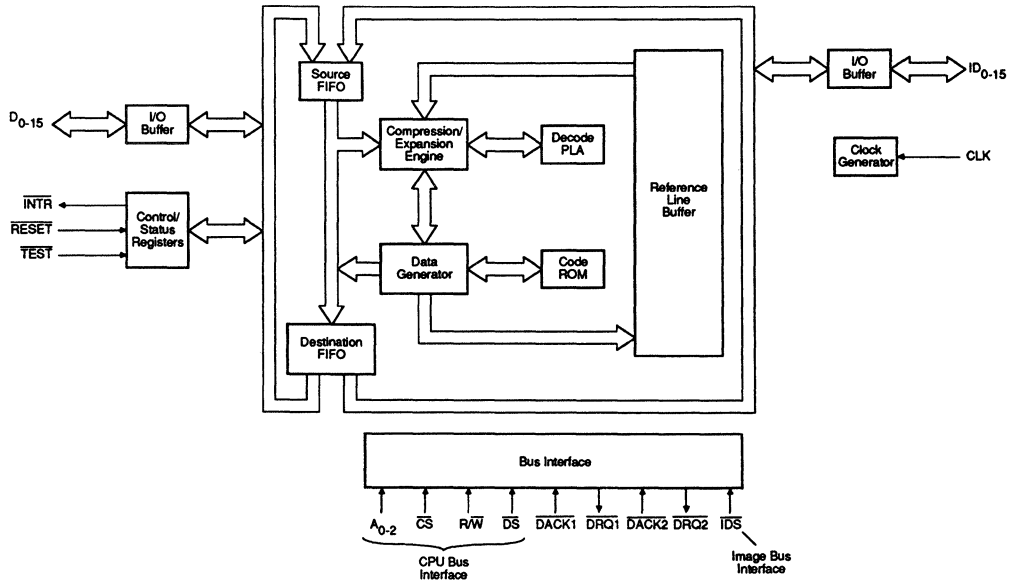 Source
FIFO
I/O
Buffer
ID0-15
D0-15
I/O
Buffer
Compression/
Expansion
Engine
Decode
PLA
Clock
Generator
CLK
Reference
Line
Buffer
INTR
RESET
TEST
Control/
Status
Registers
Data
Generator
Code
ROM
Destination
FIFO
Bus Interface
A0-2
CS
R/W
DS
DACK1
DRQ1
DACK2
DRQ2
IDS
CPU Bus
Interface
Image Bus
Interface